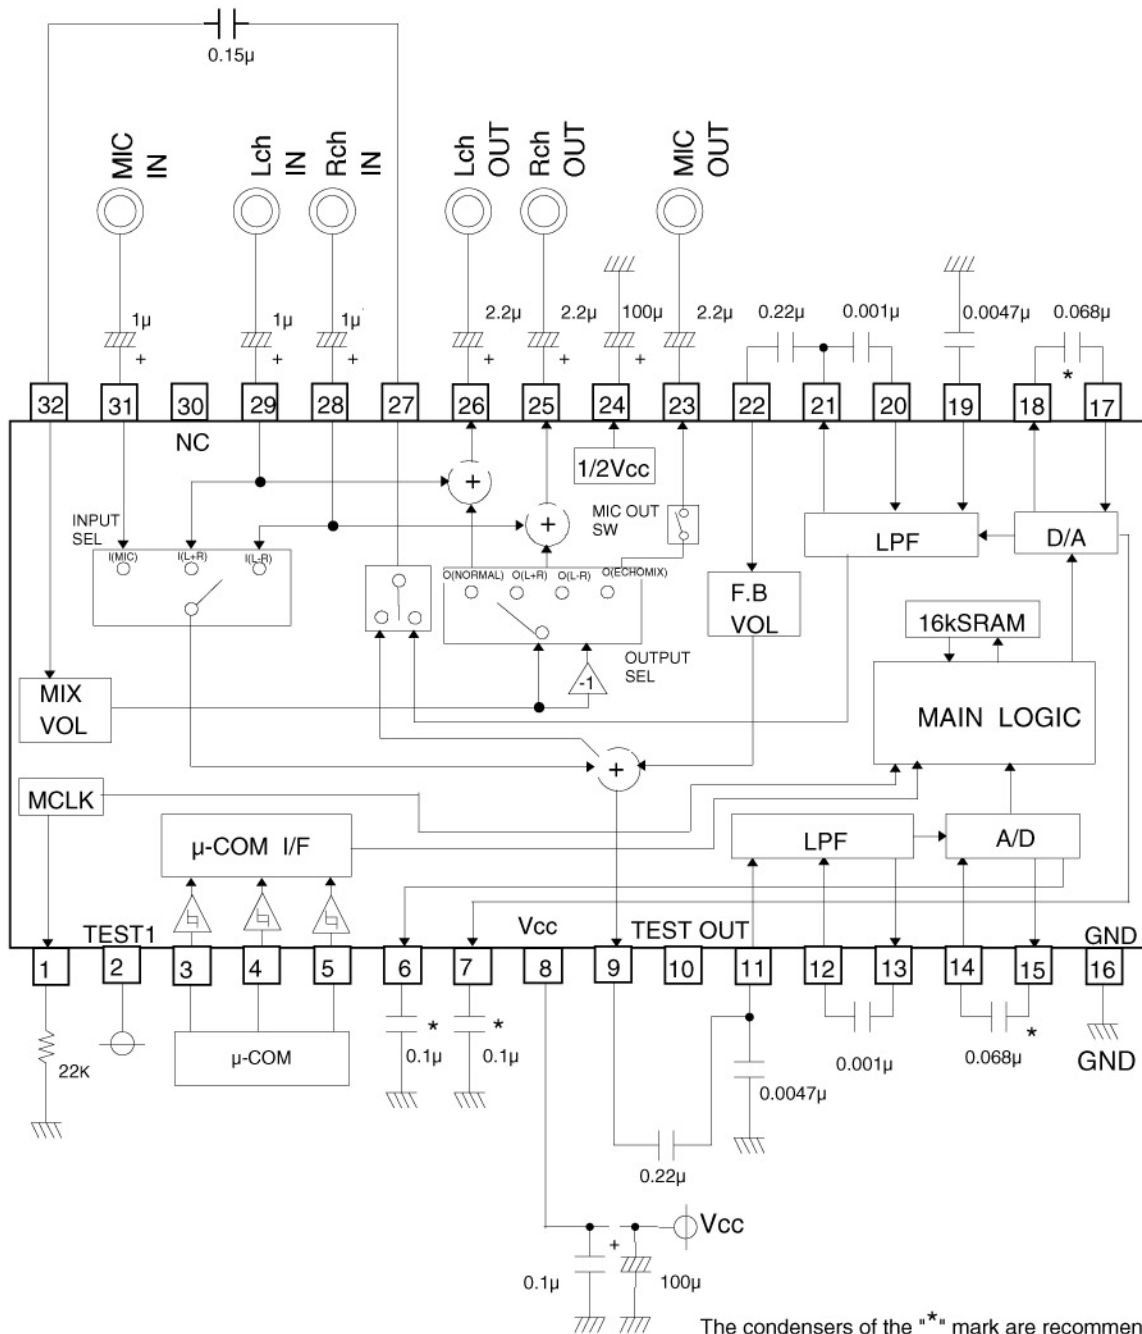 0.15µ
MIC IN
Lch IN
Rch IN
Lch OUT
Rch OUT
MIC OUT
1µ
+
1µ
+
1µ
+
2.2µ
+
2.2µ
+
100µ
+
2.2µ
+
0.22µ
0.001µ
0.0047µ
0.068µ
*
32
31
30
29
28
27
26
25
24
23
22
21
20
19
18
17
NC
1/2Vcc
+
+
MIC OUT SW
INPUT SEL
I(MIC)
I(L+R)
I(L-R)
O(NORMAL)
O(L+R)
O(L-R)
O(ECHOMIX)
OUTPUT SEL
-1
F.B VOL
LPF
D/A
16kSRAM
MAIN LOGIC
MIX VOL
+
MCLK
µ-COM I/F
LPF
A/D
TEST1
Vcc
TEST OUT
GND
1
2
3
4
5
6
7
8
9
10
11
12
13
14
15
16
22K
µ-COM
*
0.1µ
*
0.1µ
0.0047µ
0.22µ
0.001µ
0.068µ
*
GND
Vcc
0.1µ
+
100µ
The condensers of the "*" mark are recommen